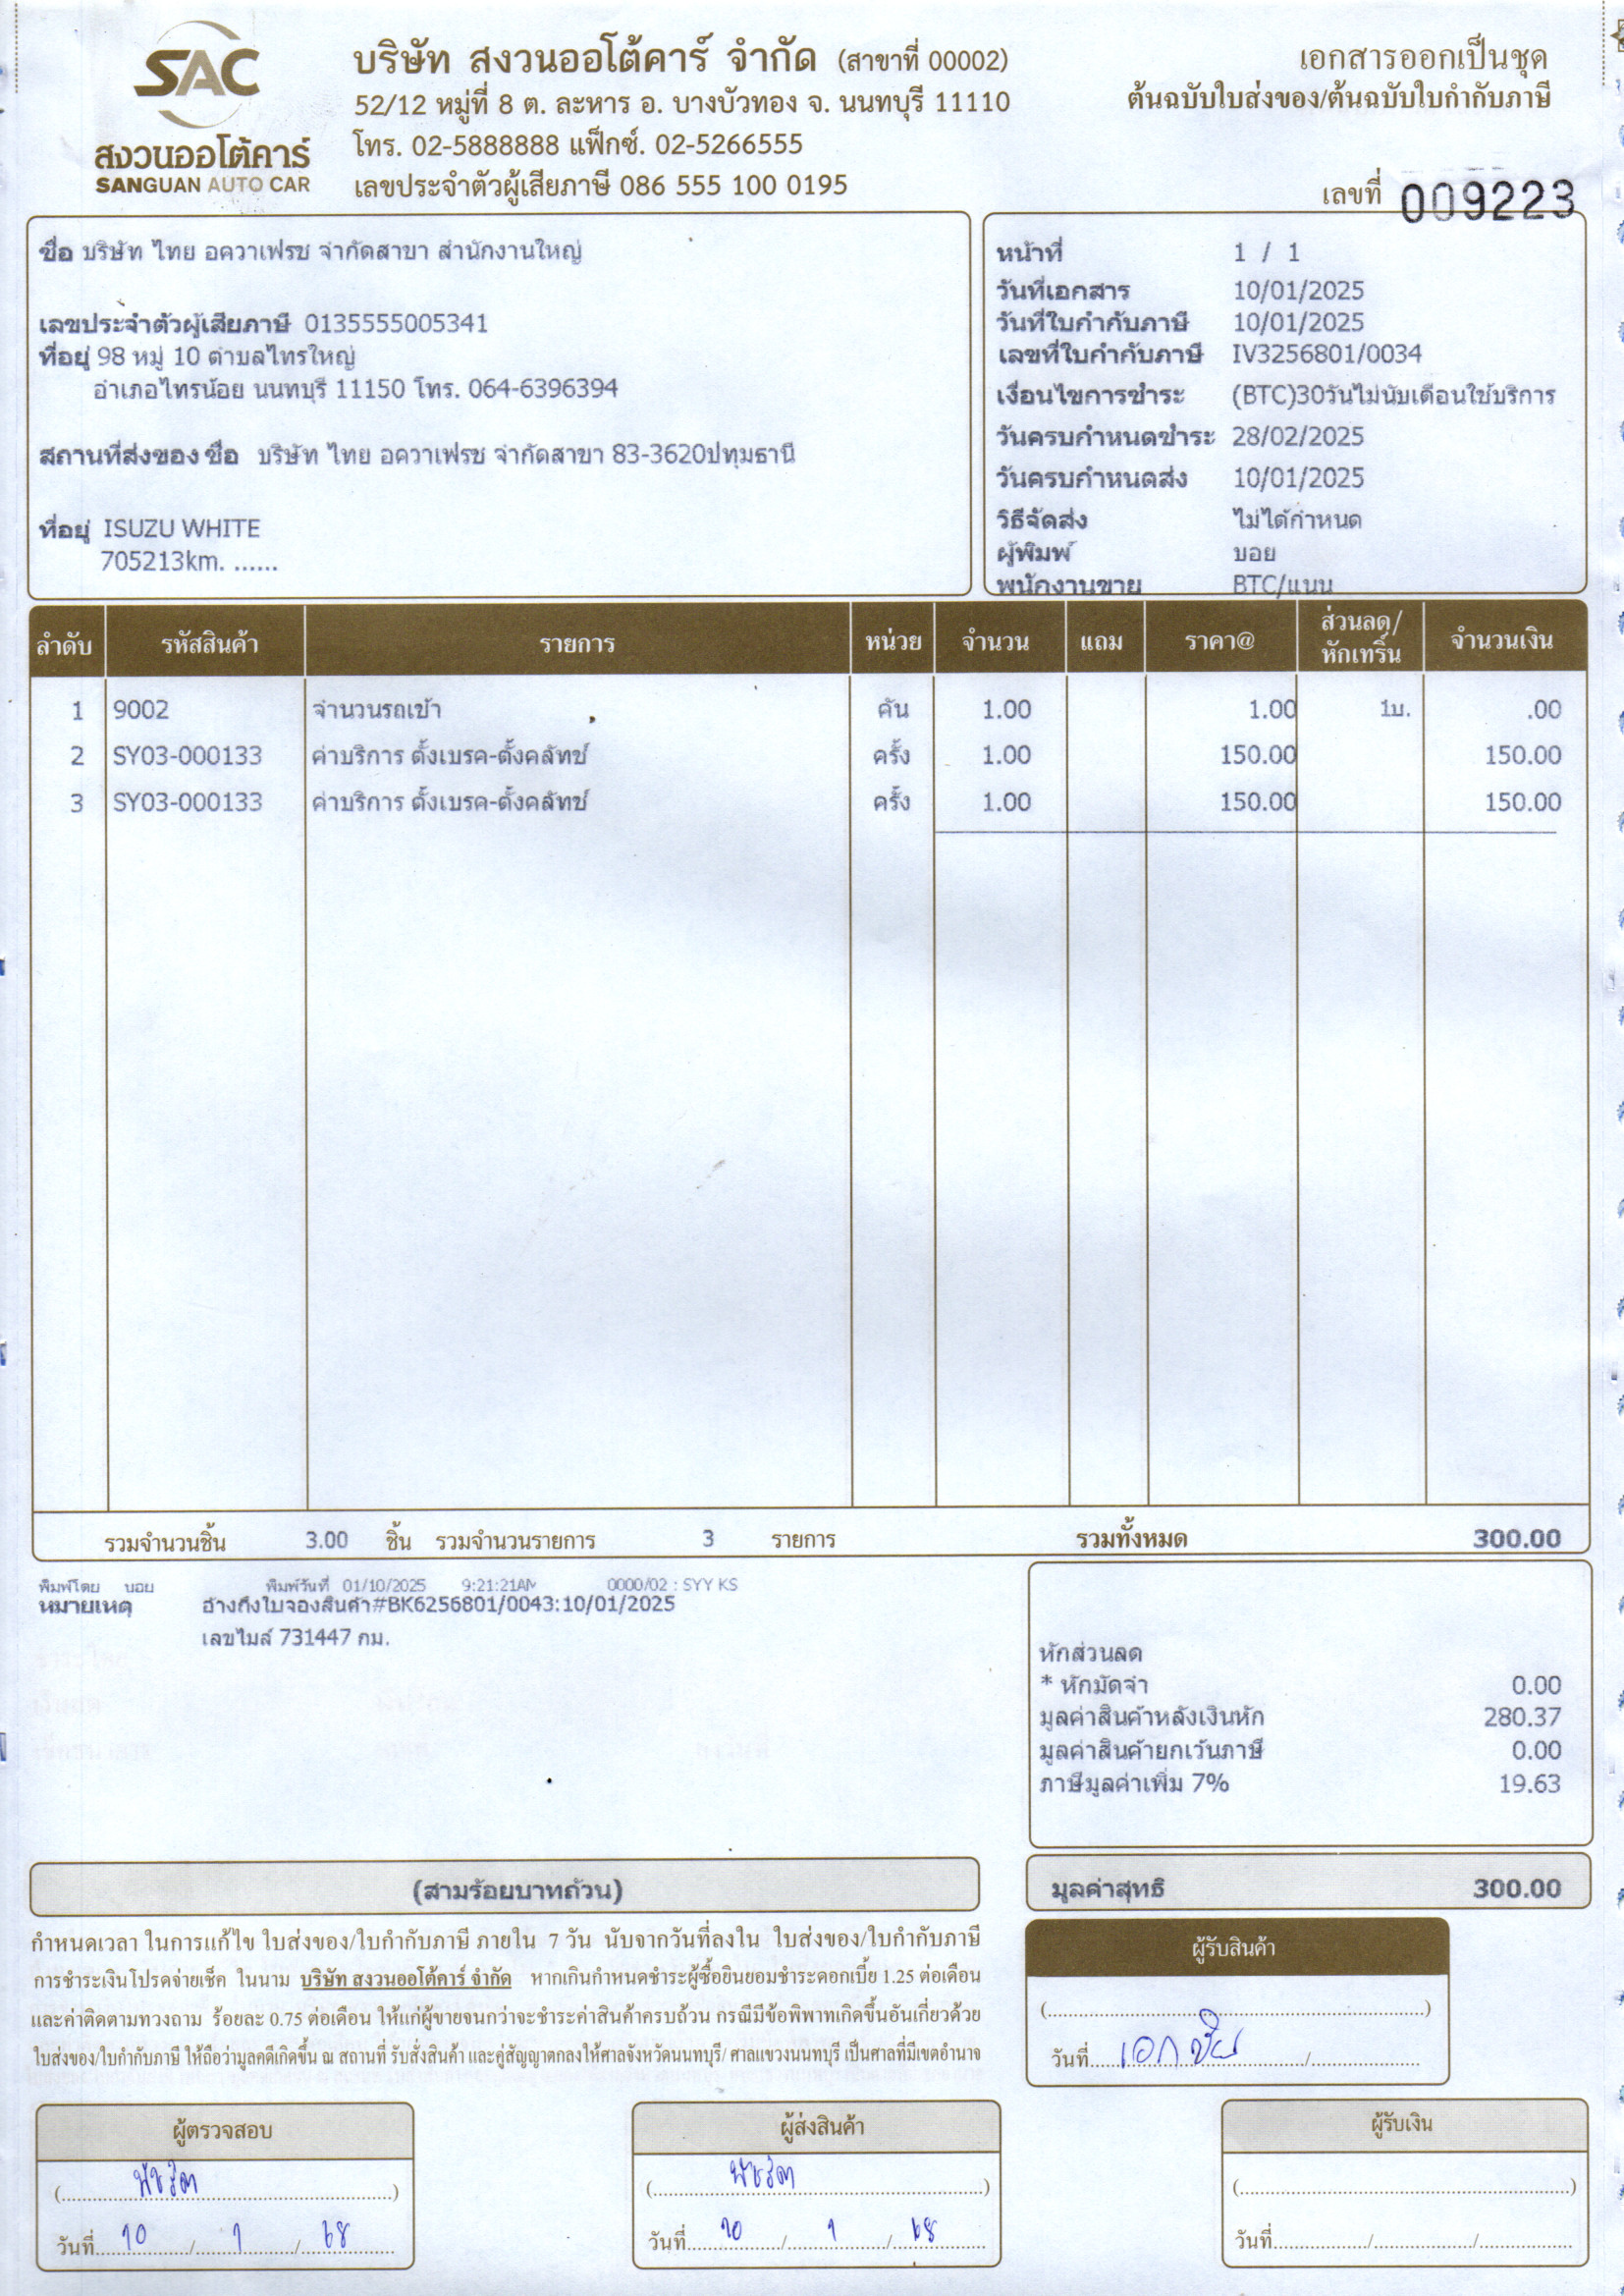 SAC
สงวนออโต้คาร์
SANGUAN AUTO CAR
บริษัท สงวนออโต้คาร์ จำกัด (สาขาที่ 00002)
52/12 หมู่ที่ 8 ต. ละหาร อ. บางบัวทอง จ. นนทบุรี 11110
โทร. 02-5888888 แฟ็กซ์. 02-5266555
เลขประจำตัวผู้เสียภาษี 086 555 100 0195
เอกสารออกเป็นชุด
ต้นฉบับใบส่งของ/ต้นฉบับใบกำกับภาษี
เลขที่ 009223
ชื่อ บริษัท ไทย อควาเฟรช จำกัดสาขา สำนักงานใหญ่
เลขประจำตัวผู้เสียภาษี 0135555005341
ที่อยู่ 98 หมู่ 10 ตำบลไทรใหญ่
อำเภอไทรน้อย นนทบุรี 11150 โทร. 064-6396394
สถานที่ส่งของ ชื่อ บริษัท ไทย อควาเฟรช จำกัดสาขา 83-3620ปทุมธานี
ที่อยู่ ISUZU WHITE
705213km. ......
หน้าที่ 1 / 1
วันที่เอกสาร 10/01/2025
วันที่ใบกำกับภาษี 10/01/2025
เลขที่ใบกำกับภาษี IV3256801/0034
เงื่อนไขการชำระ (BTC)30วันไม่นับเดือนใช้บริการ
วันครบกำหนดชำระ 28/02/2025
วันครบกำหนดส่ง 10/01/2025
วิธีจัดส่ง ไม่ได้กำหนด
ผู้พิมพ์ บอย
พนักงานขาย BTC/แนน
ลำดับ รหัสสินค้า รายการ หน่วย จำนวน แถม ราคา@ ส่วนลด/หักเทริ์น จำนวนเงิน
1 9002 จำนวนรถเข้า คัน 1.00 1.00 1บ. .00
2 SY03-000133 ค่าบริการ ตั้งเบรค-ตั้งคลัทช์ ครั้ง 1.00 150.00 150.00
3 SY03-000133 ค่าบริการ ตั้งเบรค-ตั้งคลัทช์ ครั้ง 1.00 150.00 150.00
รวมจำนวนชิ้น 3.00 ชิ้น รวมจำนวนรายการ 3 รายการ รวมทั้งหมด 300.00
พิมพ์โดย บอย พิมพ์วันที่ 01/10/2025 9:21:21AM 0000/02 : SYY KS
หมายเหตุ อ้างถึงใบจองสินค้า#BK6256801/0043:10/01/2025
เลขไมล์ 731447 กม.
หักส่วนลด
* หักมัดจำ 0.00
มูลค่าสินค้าหลังเงินหัก 280.37
มูลค่าสินค้ายกเว้นภาษี 0.00
ภาษีมูลค่าเพิ่ม 7% 19.63
(สามร้อยบาทถ้วน)
มูลค่าสุทธิ 300.00
กำหนดเวลา ในการแก้ไข ใบส่งของ/ใบกำกับภาษี ภายใน 7 วัน นับจากวันที่ลงใน ใบส่งของ/ใบกำกับภาษี
การชำระเงินโปรดจ่ายเช็ค ในนาม บริษัท สงวนออโต้คาร์ จำกัด หากเกินกำหนดชำระผู้ซื้อยินยอมชำระดอกเบี้ย 1.25 ต่อเดือน
และค่าติดตามทวงถาม ร้อยละ 0.75 ต่อเดือน ให้แก่ผู้ขายจนกว่าจะชำระค่าสินค้าครบถ้วน กรณีมีข้อพิพาทเกิดขึ้นอันเกี่ยวด้วย
ใบส่งของ/ใบกำกับภาษี ให้ถือว่ามูลคดีเกิดขึ้น ณ สถานที่ รับสั่งสินค้า และคู่สัญญาตกลงให้ศาลจังหวัดนนทบุรี/ ศาลแขวงนนทบุรี เป็นศาลที่มีเขตอำนาจ
ผู้รับสินค้า
(....................)
วันที่ เอกชัย /
ผู้ตรวจสอบ
(พัชรีดา)
วันที่ 10 / 1 / 68
ผู้ส่งสินค้า
(พัชรีดา)
วันที่ 10 / 1 / 68
ผู้รับเงิน
(....................)
วันที่......./......./.......